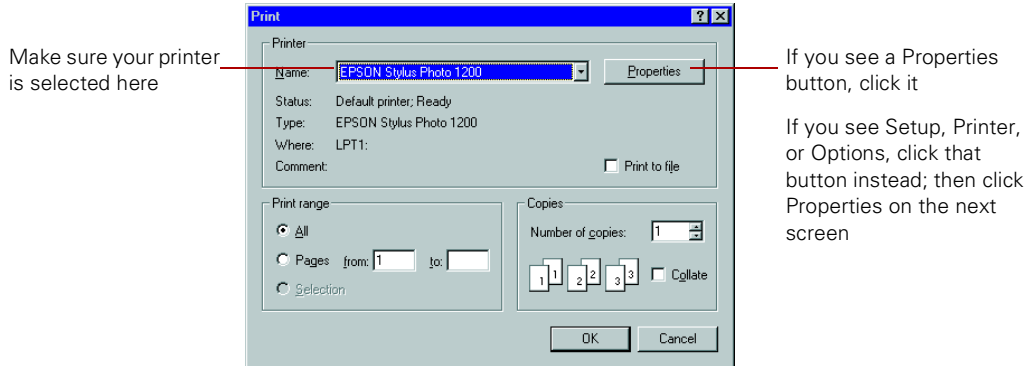 Print
Make sure your printer
is selected here
Printer
Name: EPSON Stylus Photo 1200 Properties
Status: Default printer; Ready
Type: EPSON Stylus Photo 1200
Where: LPT1:
Comment: Print to file
If you see a Properties
button, click it
If you see Setup, Printer,
or Options, click that
button instead; then click
Properties on the next
screen
Print range
All
Pages from: 1 to:
Selection
Copies
Number of copies: 1
1 1 2 2 3 3 Collate
OK Cancel